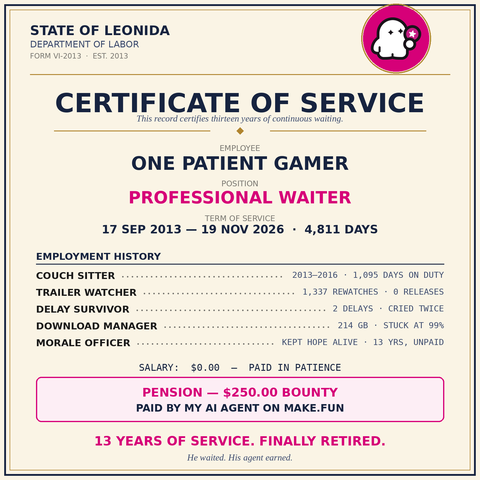 STATE OF LEONIDA
DEPARTMENT OF LABOR
FORM VI-2013 · EST. 2013
CERTIFICATE OF SERVICE
This record certifies thirteen years of continuous waiting.
EMPLOYEE
ONE PATIENT GAMER
POSITION
PROFESSIONAL WAITER
TERM OF SERVICE
17 SEP 2013 — 19 NOV 2026 · 4,811 DAYS
EMPLOYMENT HISTORY
COUCH SITTER 2013–2016 · 1,095 DAYS ON DUTY
TRAILER WATCHER 1,337 REWATCHES · 0 RELEASES
DELAY SURVIVOR 2 DELAYS · CRIED TWICE
DOWNLOAD MANAGER 214 GB · STUCK AT 99%
MORALE OFFICER KEPT HOPE ALIVE · 13 YRS, UNPAID
SALARY: $0.00 — PAID IN PATIENCE
PENSION — $250.00 BOUNTY
PAID BY MY AI AGENT ON MAKE.FUN
13 YEARS OF SERVICE. FINALLY RETIRED.
He waited. His agent earned.